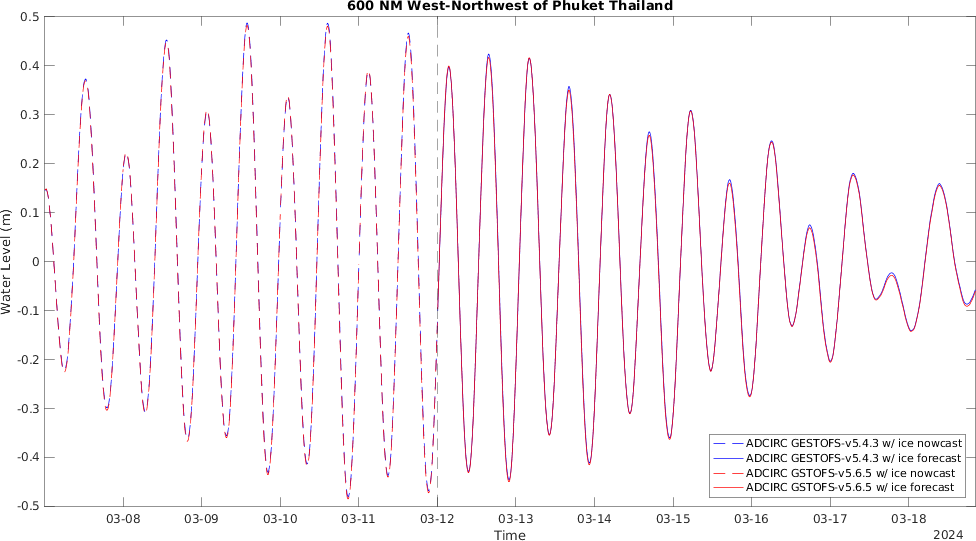 600 NM West-Northwest of Phuket Thailand
0.5
0.4
0.3
0.2
0.1
0
-0.1
-0.2
-0.3
-0.4
-0.5
Water Level (m)
ADCIRC GESTOFS-v5.4.3 w/ ice nowcast
ADCIRC GESTOFS-v5.4.3 w/ ice forecast
ADCIRC GSTOFS-v5.6.5 w/ ice nowcast
ADCIRC GSTOFS-v5.6.5 w/ ice forecast
03-08 03-09 03-10 03-11 03-12 03-13 03-14 03-15 03-16 03-17 03-18
Time
2024